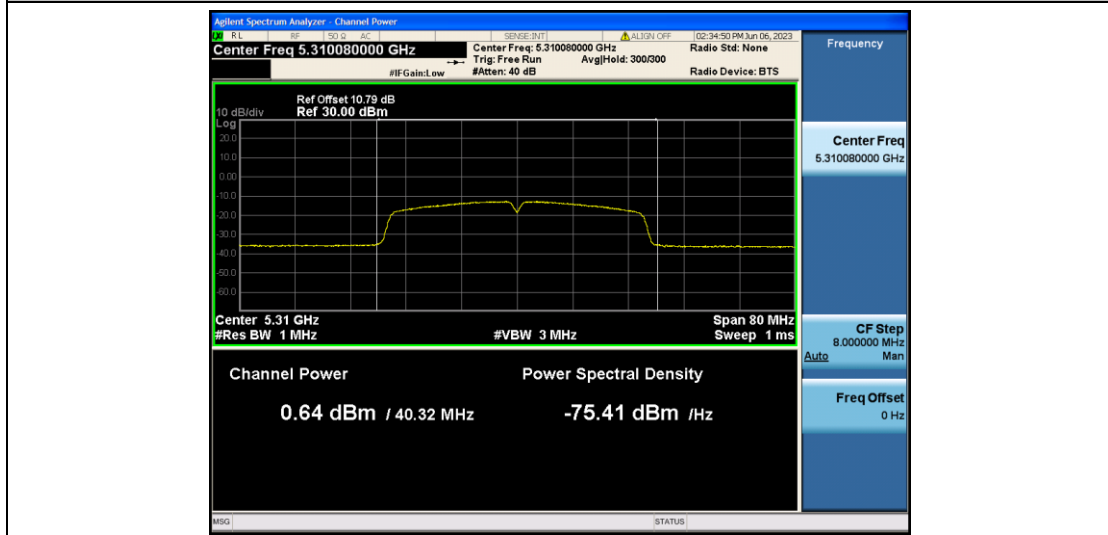 Agilent Spectrum Analyzer - Channel Power
RL RF 50 Ω AC SENSE:INT ALIGN OFF 02:34:50 PM Jun 06, 2023
Center Freq 5.310080000 GHz
Center Freq: 5.310080000 GHz
Radio Std: None
Trig: Free Run Avg|Hold: 300/300
#IFGain:Low #Atten: 40 dB Radio Device: BTS
Frequency
Ref Offset 10.79 dB
10 dB/div Ref 30.00 dBm
Log
20.0
10.0
0.00
-10.0
-20.0
-30.0
-40.0
-50.0
-60.0
Center 5.31 GHz Span 80 MHz
#Res BW 1 MHz #VBW 3 MHz Sweep 1 ms
Channel Power Power Spectral Density
0.64 dBm / 40.32 MHz -75.41 dBm /Hz
Center Freq
5.310080000 GHz
CF Step
8.000000 MHz
Auto Man
Freq Offset
0 Hz
MSG STATUS